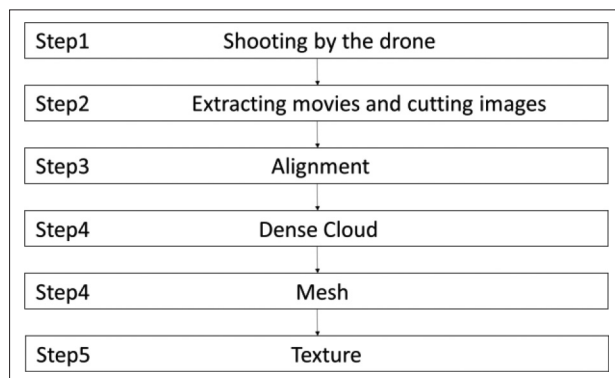 Step1 Shooting by the drone
Step2 Extracting movies and cutting images
Step3 Alignment
Step4 Dense Cloud
Step4 Mesh
Step5 Texture